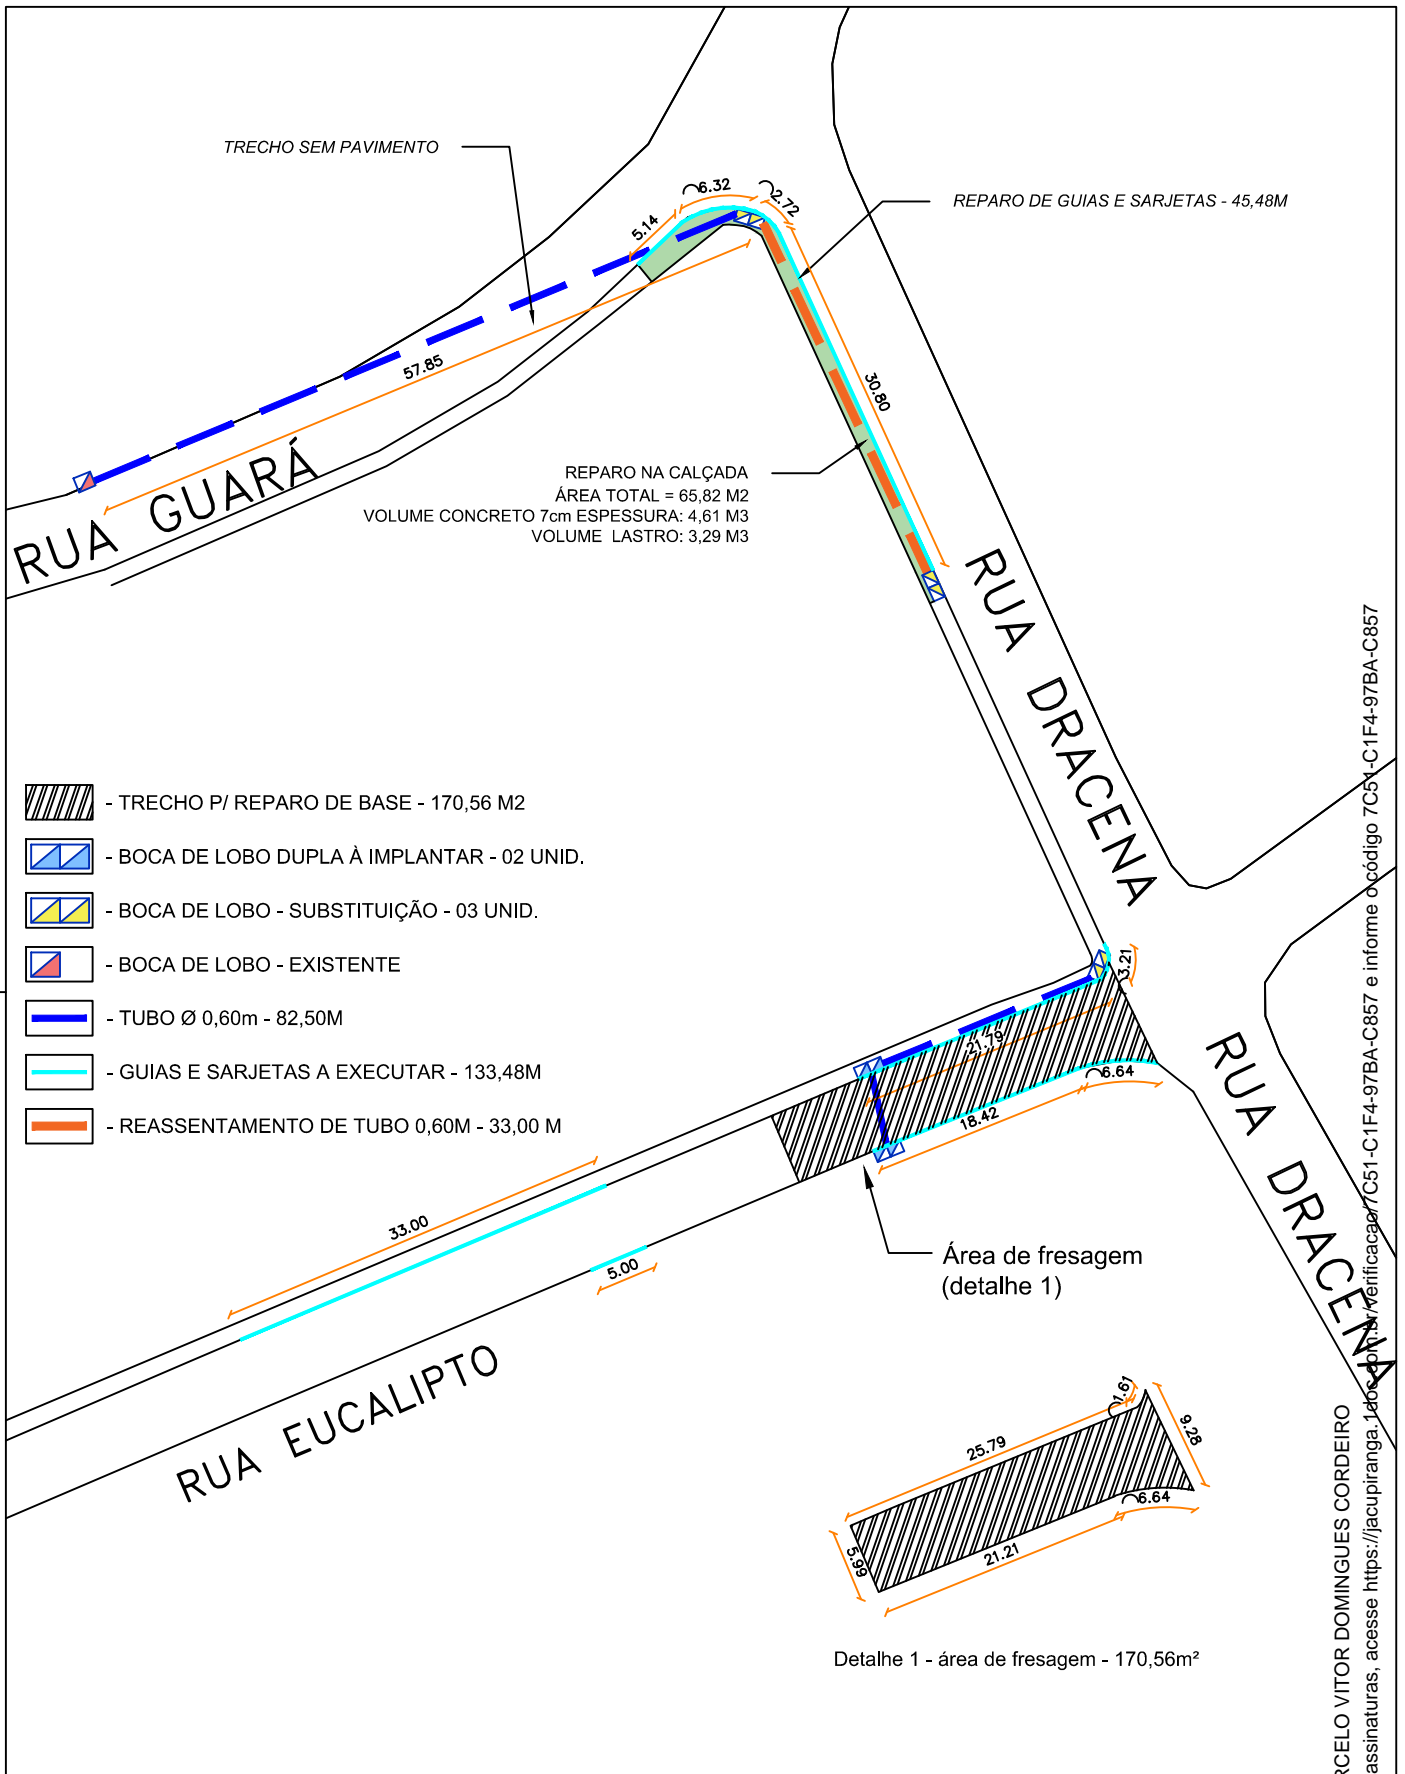 TRECHO SEM PAVIMENTO
REPARO DE GUIAS E SARJETAS - 45,48M
5.14
6.32
2.72
57.85
30.80
RUA GUARÁ
REPARO NA CALÇADA
ÁREA TOTAL = 65,82 M2
VOLUME CONCRETO 7cm ESPESSURA: 4,61 M3
VOLUME LASTRO: 3,29 M3
RUA DRACENA
- TRECHO P/ REPARO DE BASE - 170,56 M2
- BOCA DE LOBO DUPLA À IMPLANTAR - 02 UNID.
- BOCA DE LOBO - SUBSTITUIÇÃO - 03 UNID.
- BOCA DE LOBO - EXISTENTE
- TUBO Ø 0,60m - 82,50M
- GUIAS E SARJETAS A EXECUTAR - 133,48M
- REASSENTAMENTO DE TUBO 0,60M - 33,00 M
3.21
21.79
6.64
18.42
RUA DRACENA
33.00
5.00
Área de fresagem
(detalhe 1)
RUA EUCALIPTO
1.61
25.79
9.28
6.64
5.99
21.21
Detalhe 1 - área de fresagem - 170,56m²
RCELO VITOR DOMINGUES CORDEIRO
assinaturas, acesse https://jacupiranga.1doc.com.br/verificacao/7C51-C1F4-97BA-C857 e informe o código 7C51-C1F4-97BA-C857